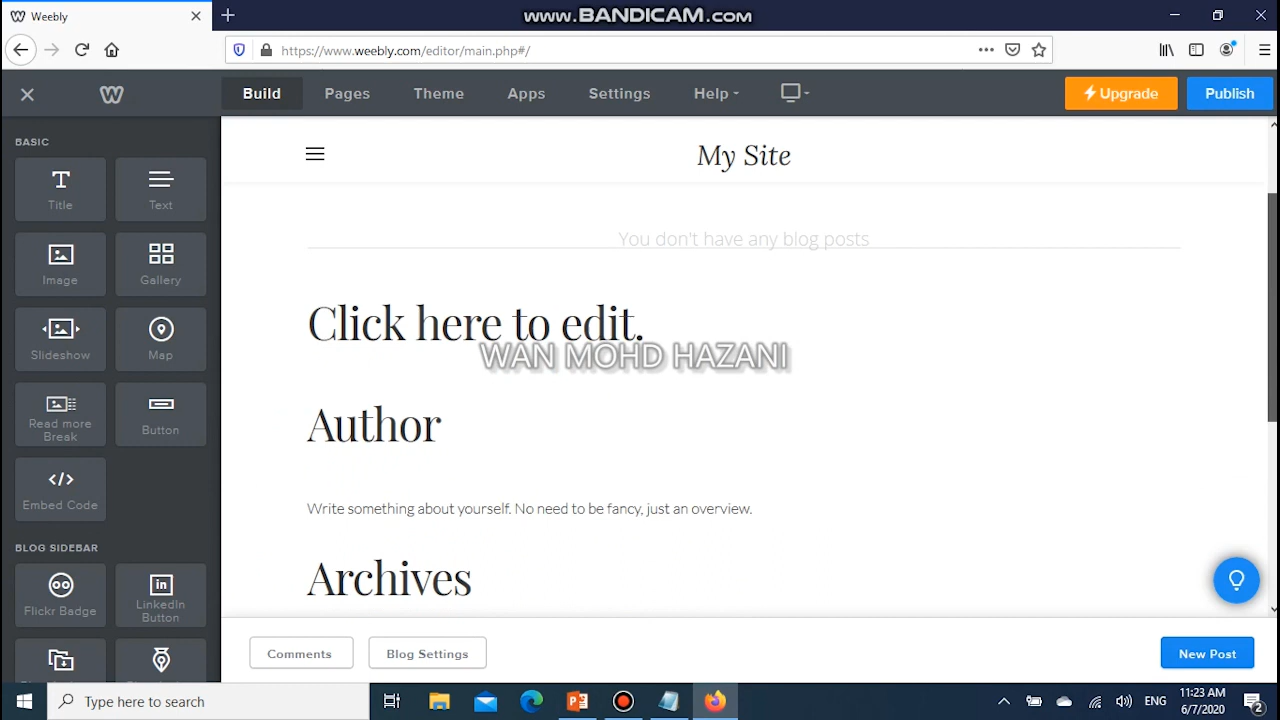 Weebly
www.BANDICAM.com
https://www.weebly.com/editor/main.php#/
Build
Pages
Theme
Apps
Settings
Help
Upgrade
Publish
BASIC
Title
Text
Image
Gallery
Slideshow
Map
Read more
Break
Button
Embed Code
BLOG SIDEBAR
Flickr Badge
LinkedIn
Button
My Site
You don't have any blog posts
Click here to edit.
WAN MOHD HAZANI
Author
Write something about yourself. No need to be fancy, just an overview.
Archives
Comments
Blog Settings
New Post
Type here to search
ENG
11:23 AM
6/7/2020
2